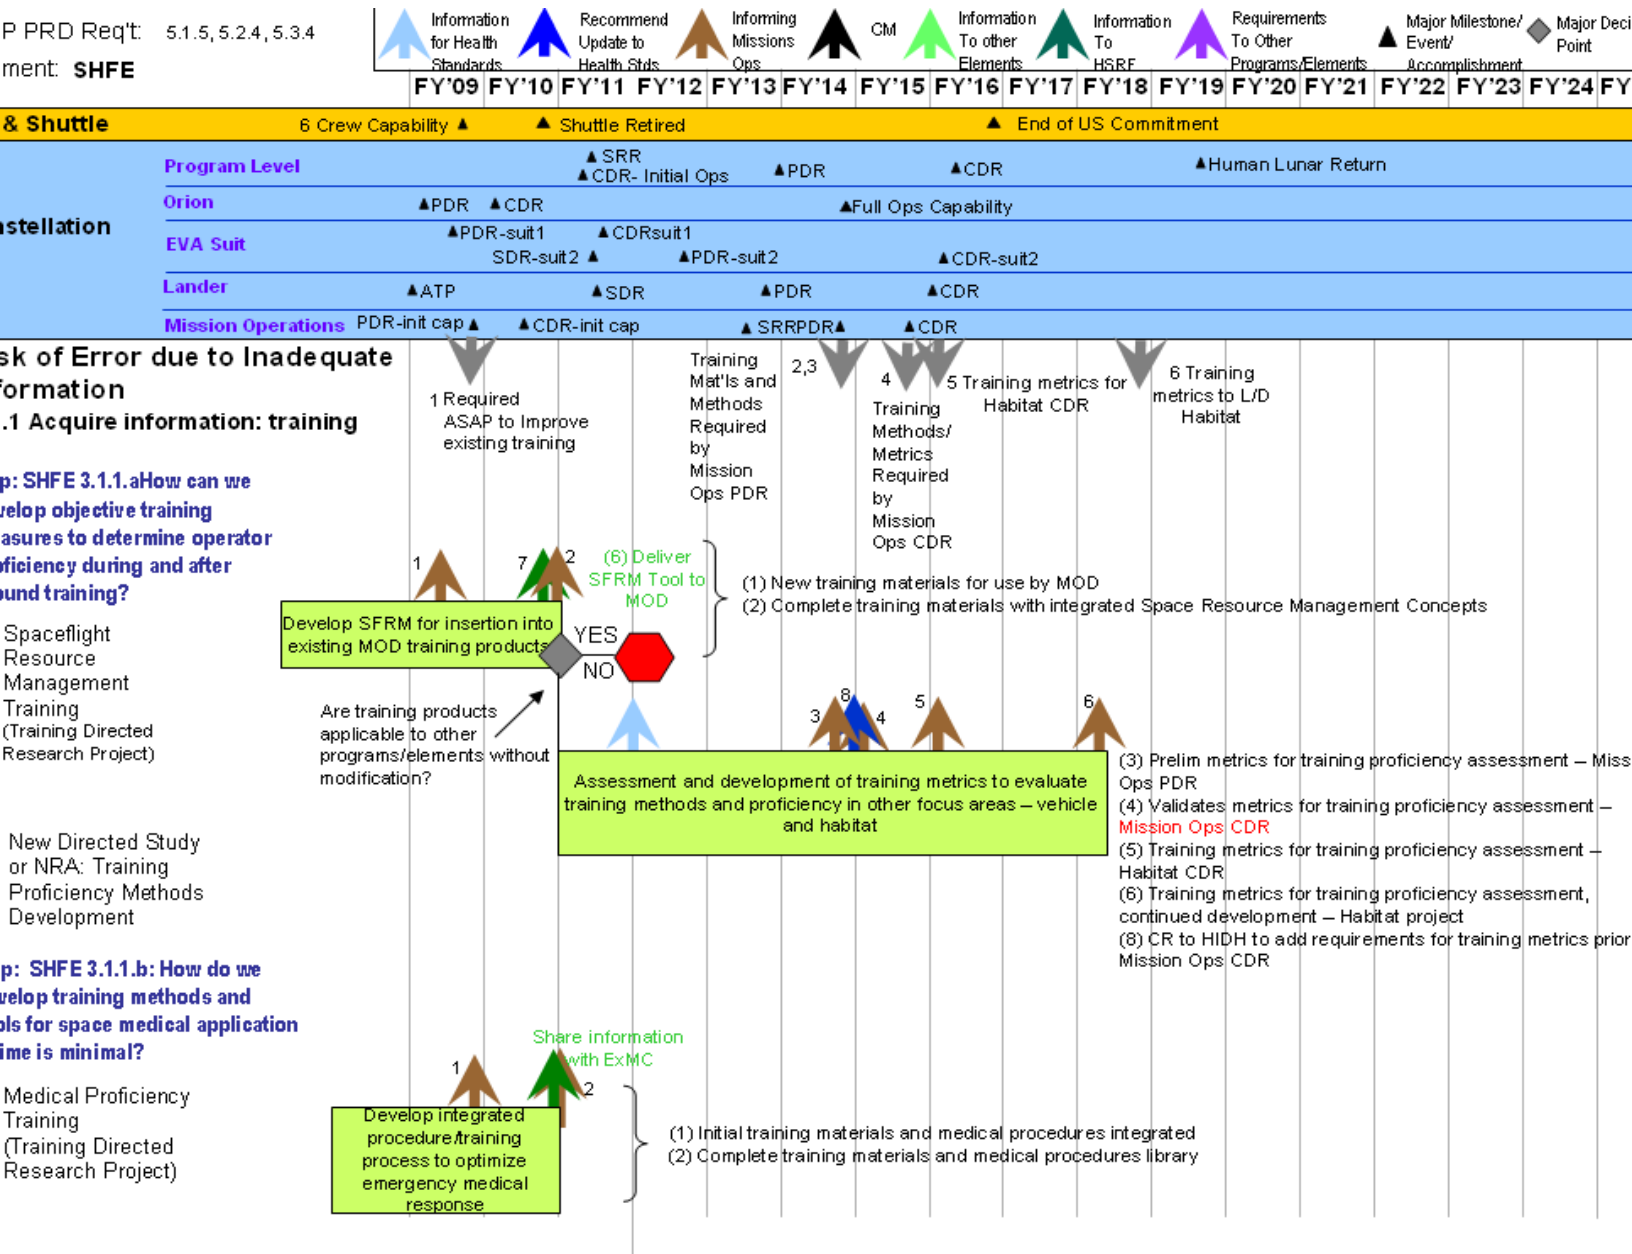 P PRD Req't: 5.1.5, 5.2.4, 5.3.4
ment: SHFE
Information
for Health
Standards
Recommend
Update to
Health Stds
Informing
Missions
Ops
CM
Information
To other
Elements
Information
To
HSRF
Requirements
To Other
Programs/Elements
Major Milestone/
Event/
Accomplishment
Major Deci
Point
FY'09 FY'10 FY'11 FY'12 FY'13 FY'14 FY'15 FY'16 FY'17 FY'18 FY'19 FY'20 FY'21 FY'22 FY'23 FY'24 FY
& Shuttle
6 Crew Capability
Shuttle Retired
End of US Commitment
nstellation
Program Level
SRR
CDR- Initial Ops
PDR
CDR
Human Lunar Return
Orion
PDR
CDR
Full Ops Capability
EVA Suit
PDR-suit1
CDRsuit1
SDR-suit2
PDR-suit2
CDR-suit2
Lander
ATP
SDR
PDR
CDR
Mission Operations
PDR-init cap
CDR-init cap
SRR
PDR
CDR
sk of Error due to Inadequate
formation
.1 Acquire information: training
1 Required
ASAP to Improve
existing training
Training
Mat'ls and
Methods
Required
by
Mission
Ops PDR
2,3
4
Training
Methods/
Metrics
Required
by
Mission
Ops CDR
5 Training metrics for
Habitat CDR
6 Training
metrics to L/D
Habitat
p: SHFE 3.1.1.aHow can we
velop objective training
asures to determine operator
oficiency during and after
ound training?
1
7
2
(6) Deliver
SFRM Tool to
MOD
(1) New training materials for use by MOD
(2) Complete training materials with integrated Space Resource Management Concepts
Develop SFRM for insertion into
existing MOD training products
YES
NO
Spaceflight
Resource
Management
Training
(Training Directed
Research Project)
Are training products
applicable to other
programs/elements without
modification?
3
8
4
5
6
Assessment and development of training metrics to evaluate
training methods and proficiency in other focus areas – vehicle
and habitat
(3) Prelim metrics for training proficiency assessment – Miss
Ops PDR
(4) Validates metrics for training proficiency assessment –
Mission Ops CDR
(5) Training metrics for training proficiency assessment –
Habitat CDR
(6) Training metrics for training proficiency assessment,
continued development – Habitat project
(8) CR to HIDH to add requirements for training metrics prior
Mission Ops CDR
New Directed Study
or NRA: Training
Proficiency Methods
Development
p: SHFE 3.1.1.b: How do we
velop training methods and
ols for space medical application
ime is minimal?
Share information
with ExMC
1
2
Medical Proficiency
Training
(Training Directed
Research Project)
Develop integrated
procedure/training
process to optimize
emergency medical
response
(1) Initial training materials and medical procedures integrated
(2) Complete training materials and medical procedures library